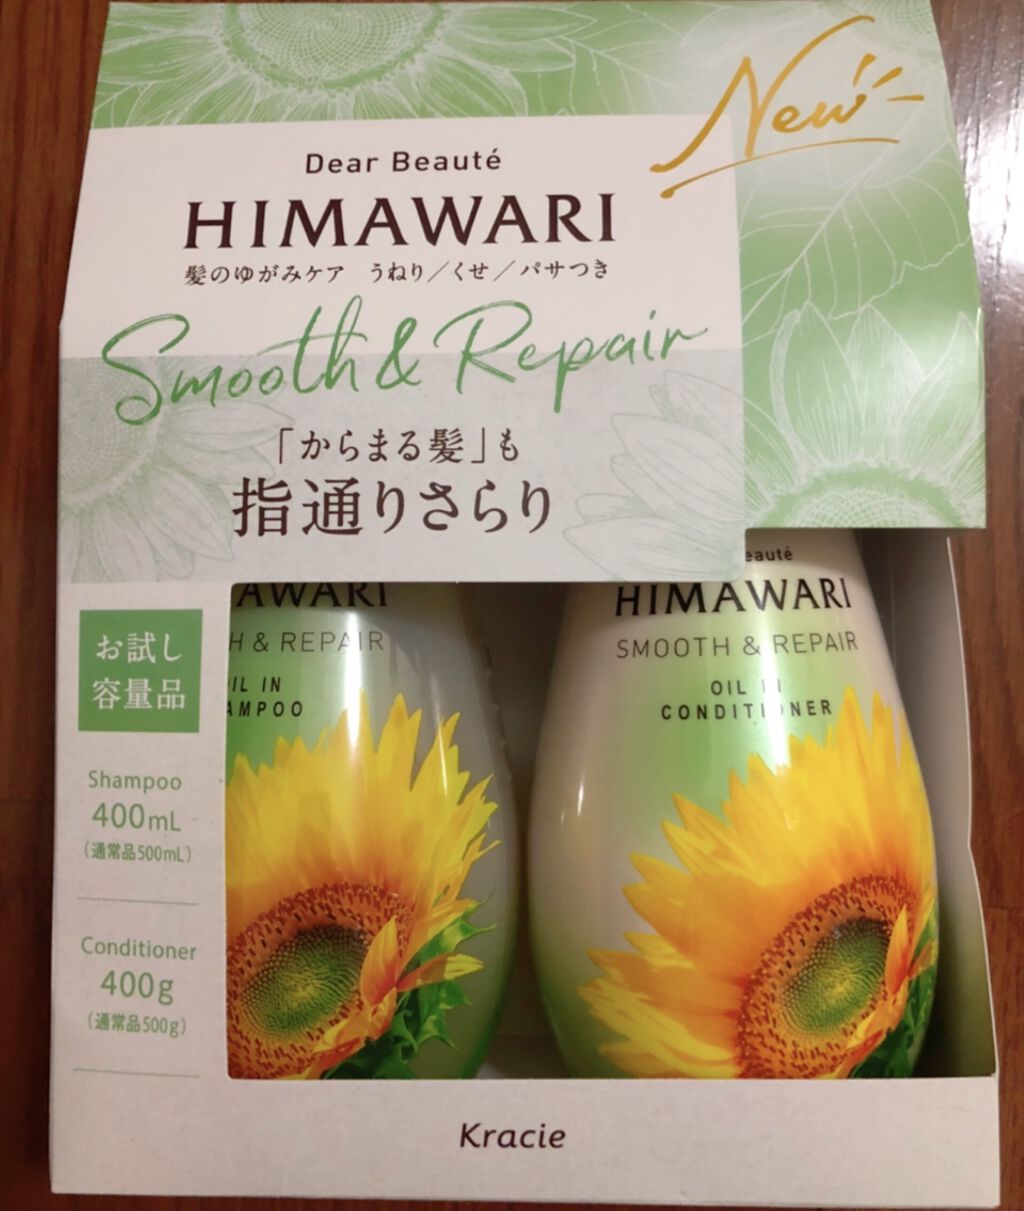 New
Dear Beauté
HIMAWARI
髪のゆがみケア うねり/くせ/パサつき
Smooth & Repair
「からまる髪」も
指通りさらり
お試し
容量品
Shampoo
400mL
(通常品500mL)
Conditioner
400g
(通常品500g)
AWARI
H & REPAIR
IL IN
AMPOO
eauté
HIMAWARI
SMOOTH & REPAIR
OIL IN
CONDITIONER
Kracie